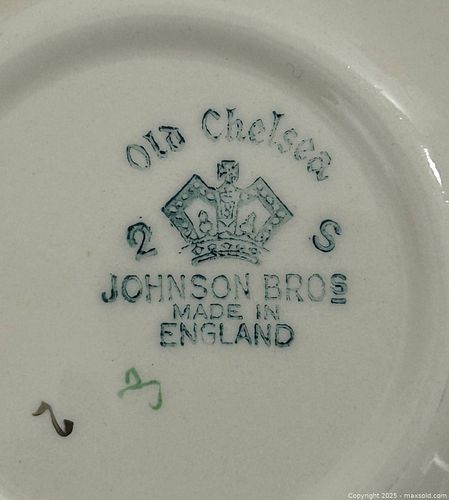 Old Chelsea
2 S
JOHNSON BROS
MADE IN
ENGLAND
Copyright 2025 - maxsold.com